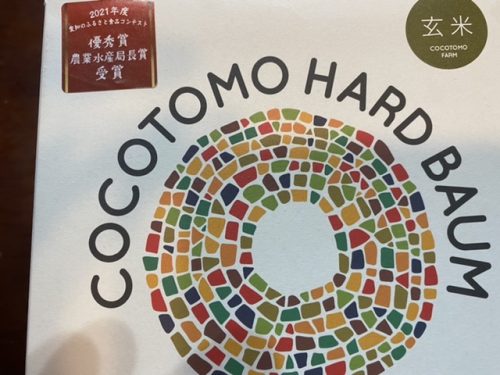 2021年度
愛知のふるさと食品コンテスト
優秀賞
農業水産局長賞
受賞
玄米
COCOTOMO
FARM
COCOTOMO HARD BAUM